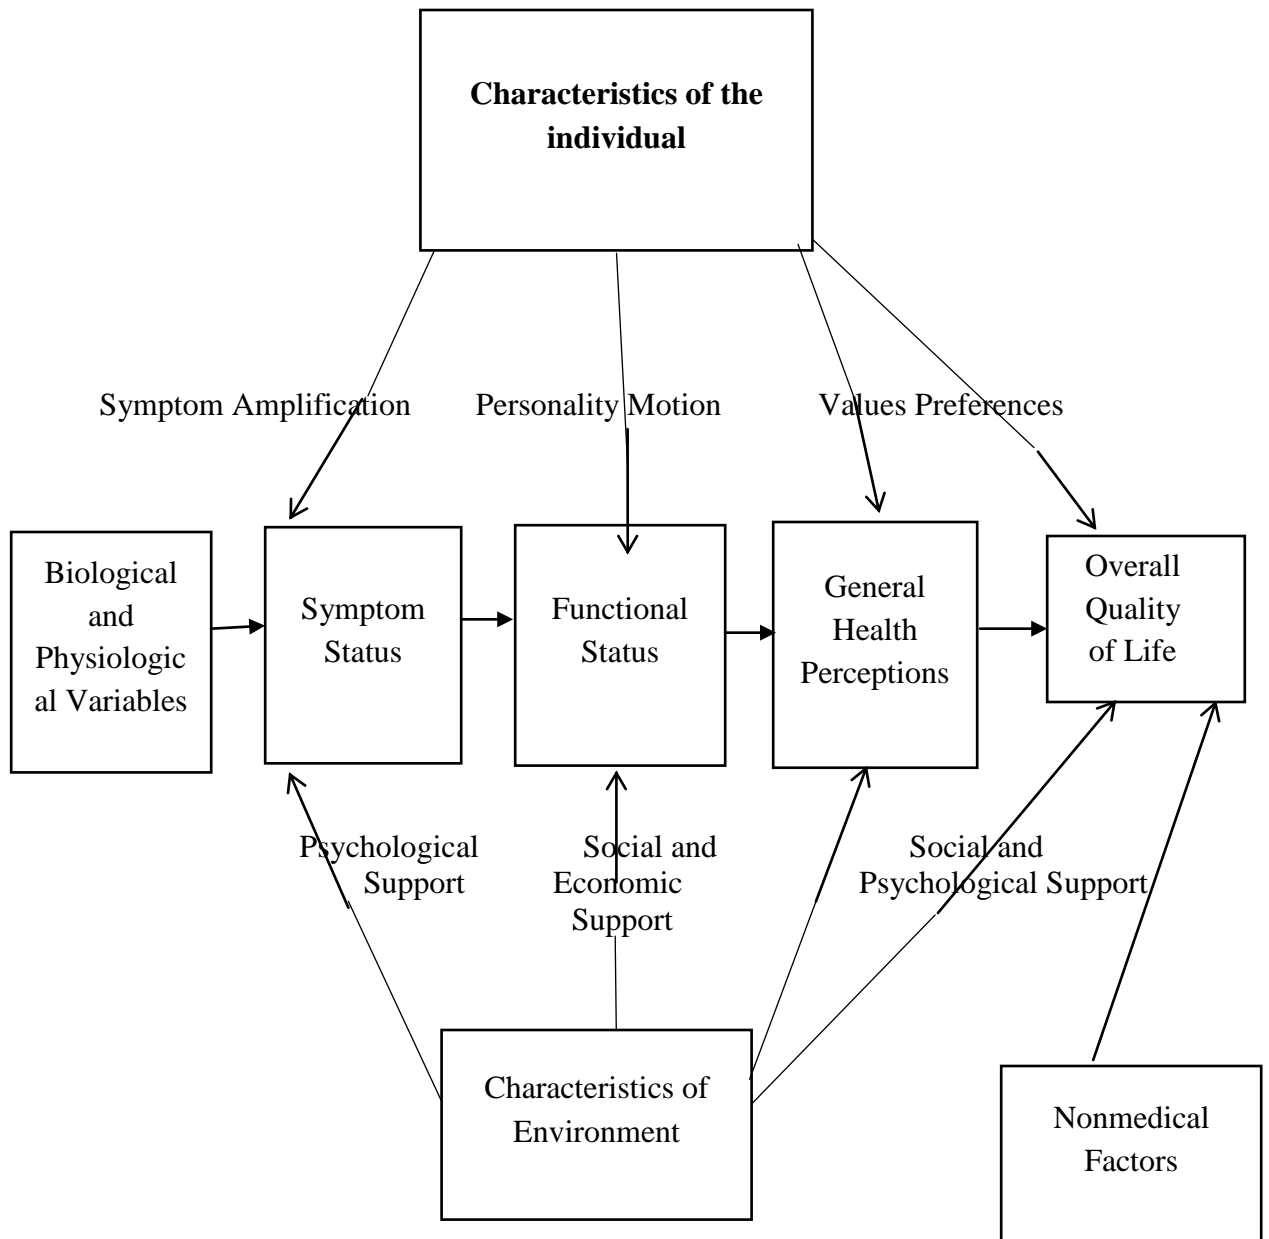 Characteristics of the
individual
Symptom Amplification
Personality Motion
Values Preferences
Biological
and
Physiologic
al Variables
Symptom
Status
Functional
Status
General
Health
Perceptions
Overall
Quality
of Life
Psychological
Support
Social and
Economic
Support
Social and
Psychological Support
Characteristics of
Environment
Nonmedical
Factors